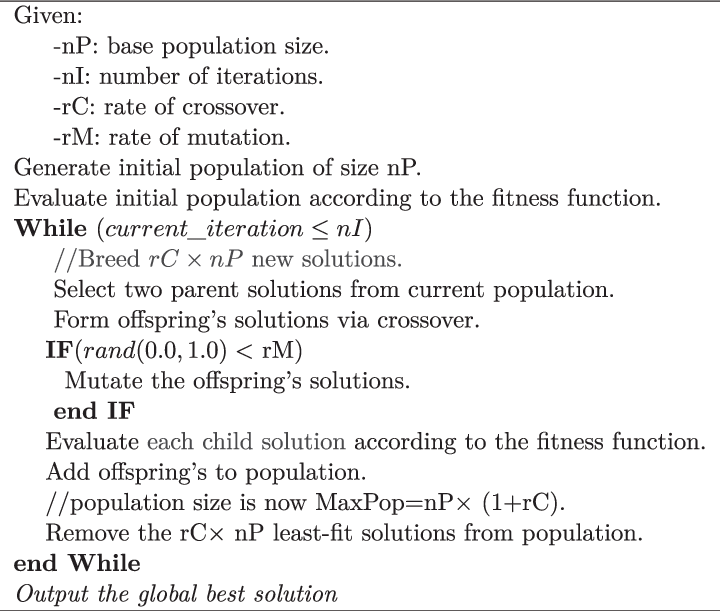 Given:
-nP: base population size.
-nI: number of iterations.
-rC: rate of crossover.
-rM: rate of mutation.
Generate initial population of size nP.
Evaluate initial population according to the fitness function.
While (current_iteration ≤ nI)
//Breed rC × nP new solutions.
Select two parent solutions from current population.
Form offspring's solutions via crossover.
IF(rand(0.0, 1.0) < rM)
Mutate the offspring's solutions.
end IF
Evaluate each child solution according to the fitness function.
Add offspring's to population.
//population size is now MaxPop=nP× (1+rC).
Remove the rC× nP least-fit solutions from population.
end While
Output the global best solution